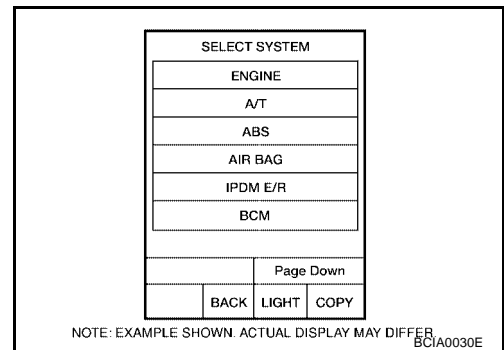 SELECT SYSTEM
ENGINE
A/T
ABS
AIR BAG
IPDM E/R
BCM
Page Down
BACK LIGHT COPY
NOTE: EXAMPLE SHOWN. ACTUAL DISPLAY MAY DIFFER
BCIA0030E